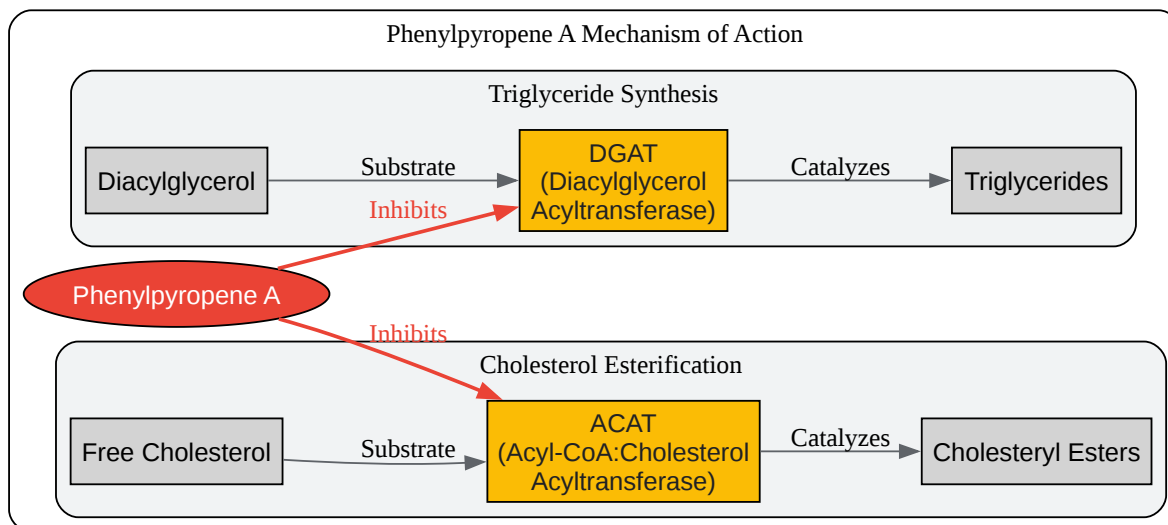 Phenylpyropene A Mechanism of Action
Triglyceride Synthesis
Diacylglycerol
Substrate
DGAT
(Diacylglycerol
Acyltransferase)
Catalyzes
Triglycerides
Inhibits
Phenylpyropene A
Inhibits
Cholesterol Esterification
Free Cholesterol
Substrate
ACAT
(Acyl-CoA:Cholesterol
Acyltransferase)
Catalyzes
Cholesteryl Esters